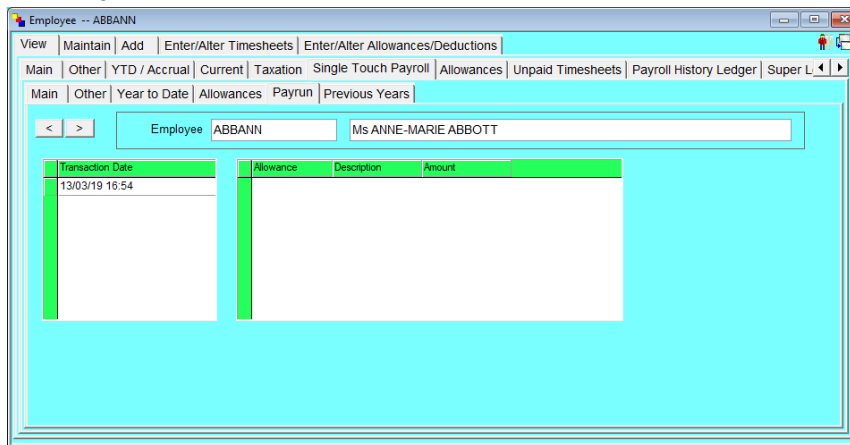 Employee -- ABBANN
View Maintain Add Enter/Alter Timesheets Enter/Alter Allowances/Deductions
Main Other YTD / Accrual Current Taxation Single Touch Payroll Allowances Unpaid Timesheets Payroll History Ledger Super
Main Other Year to Date Allowances Payrun Previous Years
< > Employee ABBANN Ms ANNE-MARIE ABBOTT
Transaction Date Allowance Description Amount
13/03/19 16:54